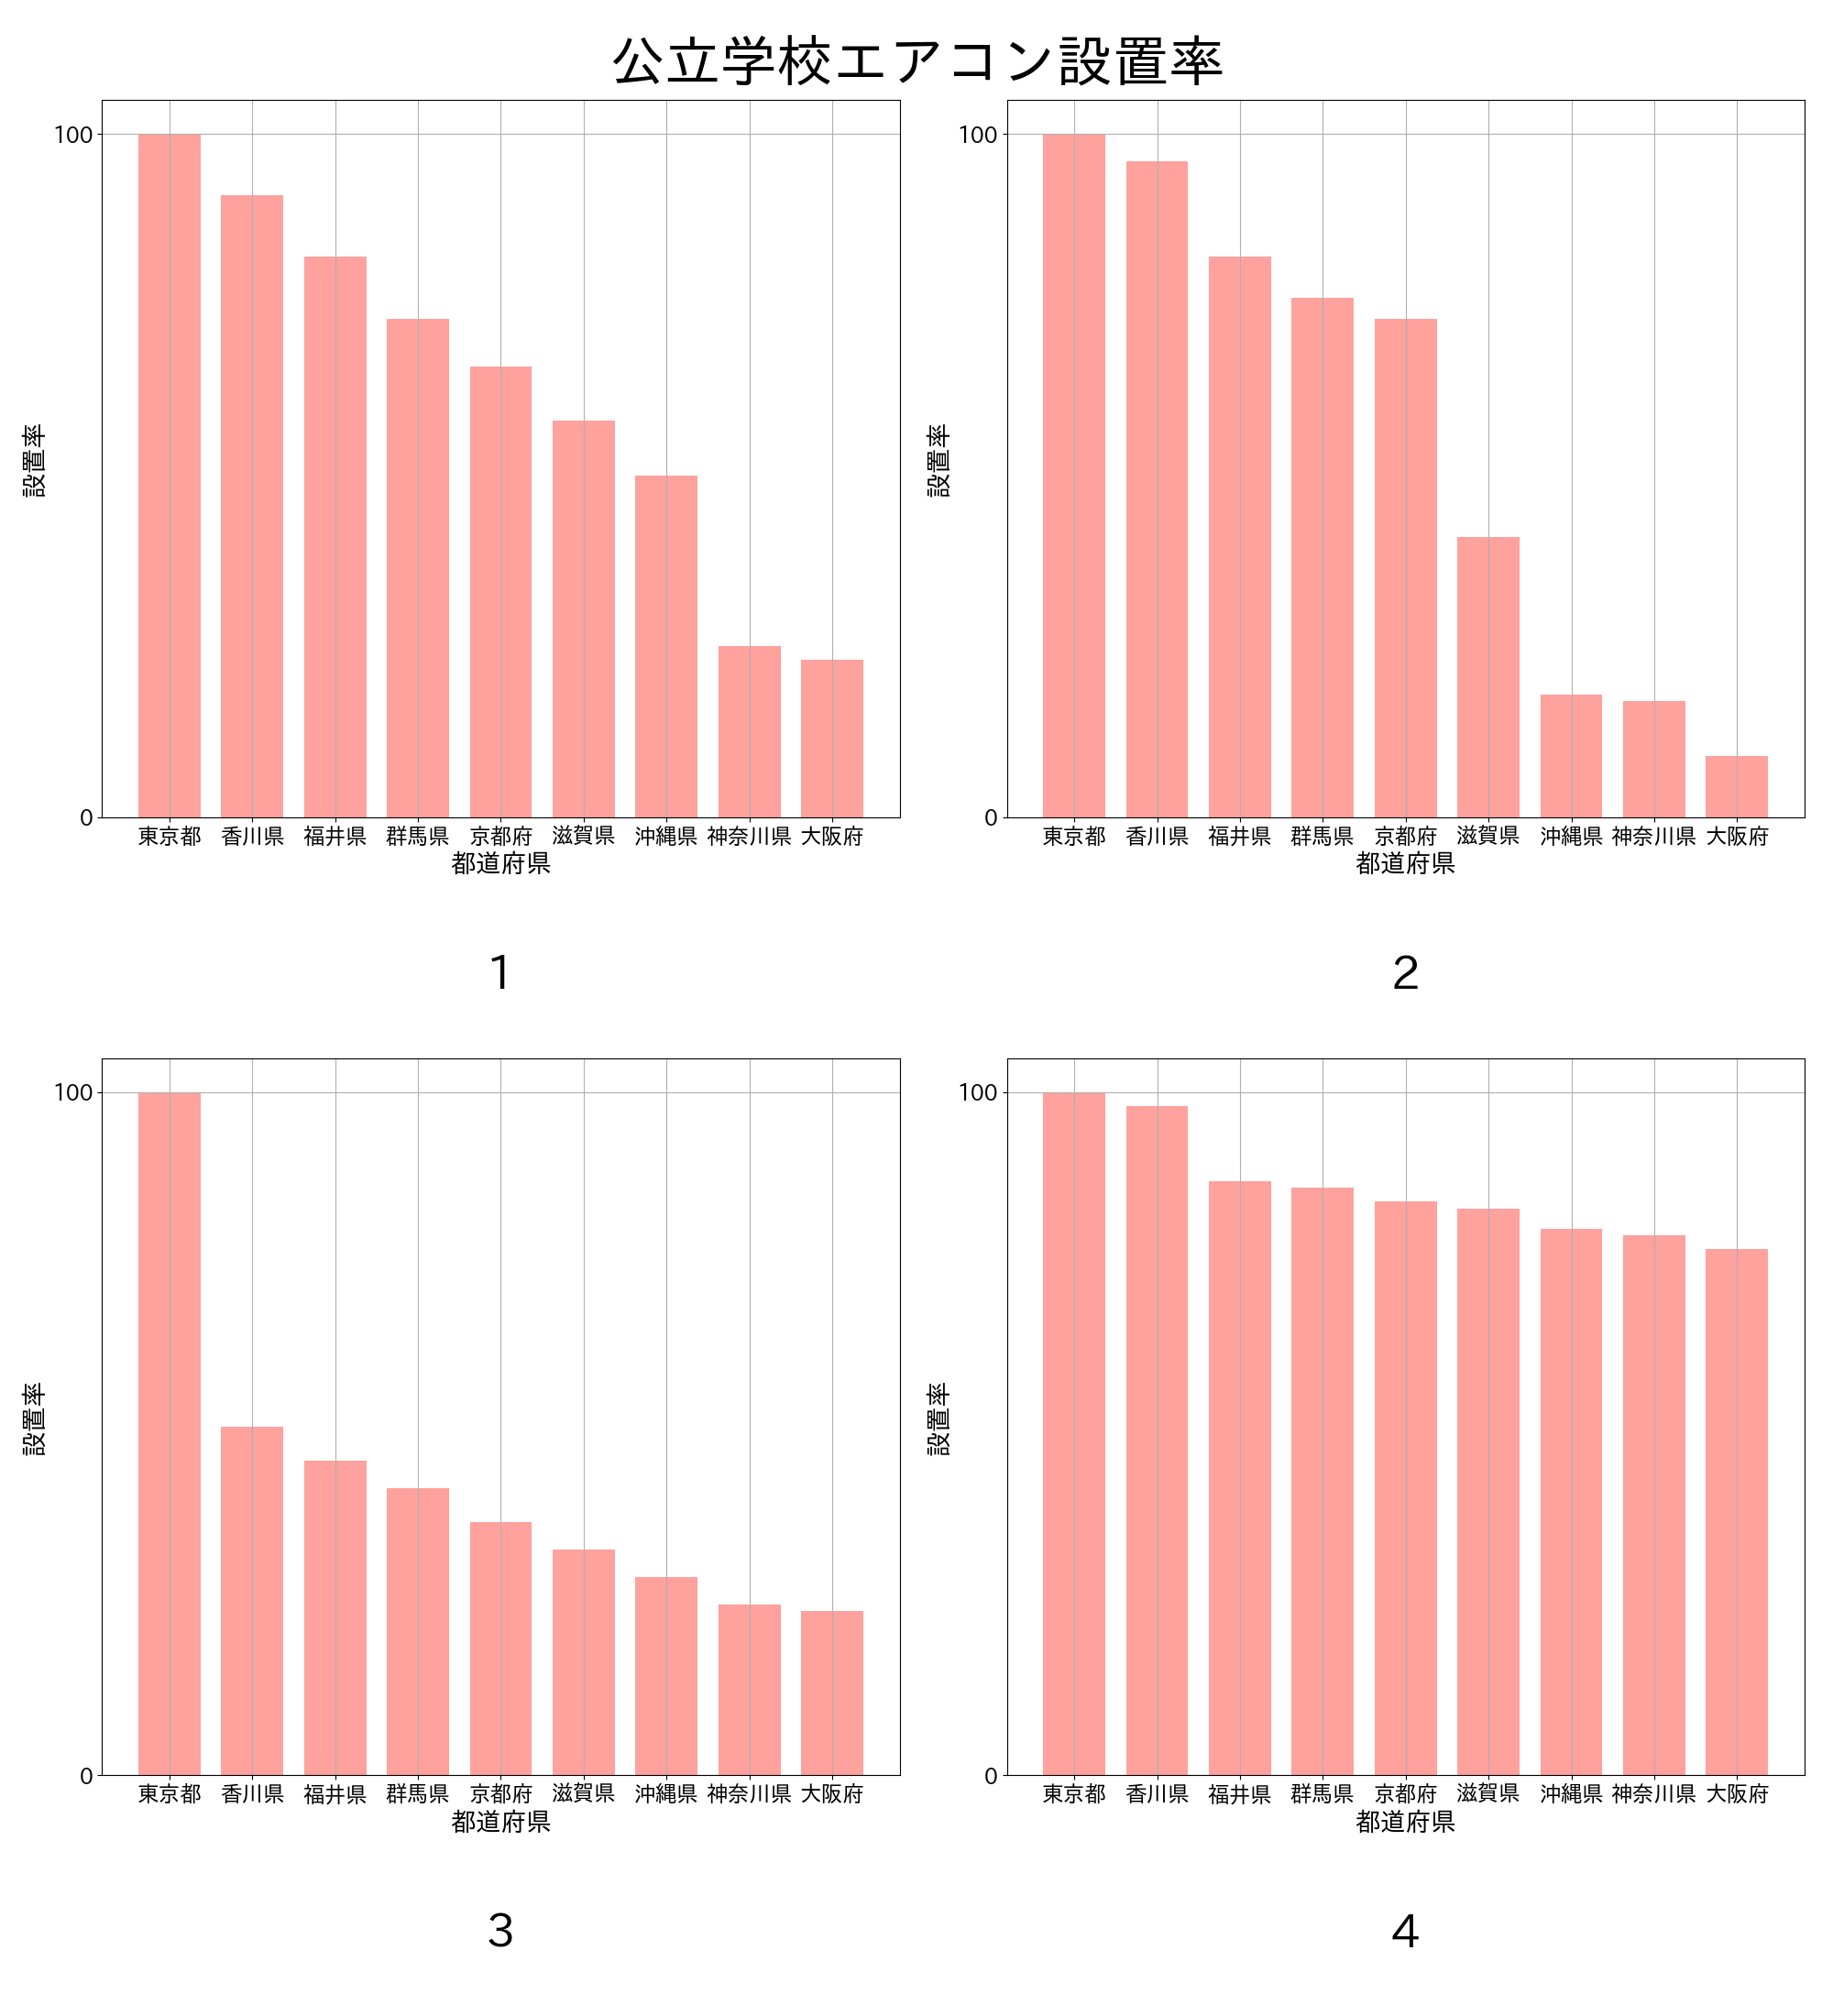 公立学校エアコン設置率
100
設置率
0
東京都 香川県 福井県 群馬県 京都府 滋賀県 沖縄県 神奈川県 大阪府
都道府県
1
100
設置率
0
東京都 香川県 福井県 群馬県 京都府 滋賀県 沖縄県 神奈川県 大阪府
都道府県
2
100
設置率
0
東京都 香川県 福井県 群馬県 京都府 滋賀県 沖縄県 神奈川県 大阪府
都道府県
3
100
設置率
0
東京都 香川県 福井県 群馬県 京都府 滋賀県 沖縄県 神奈川県 大阪府
都道府県
4